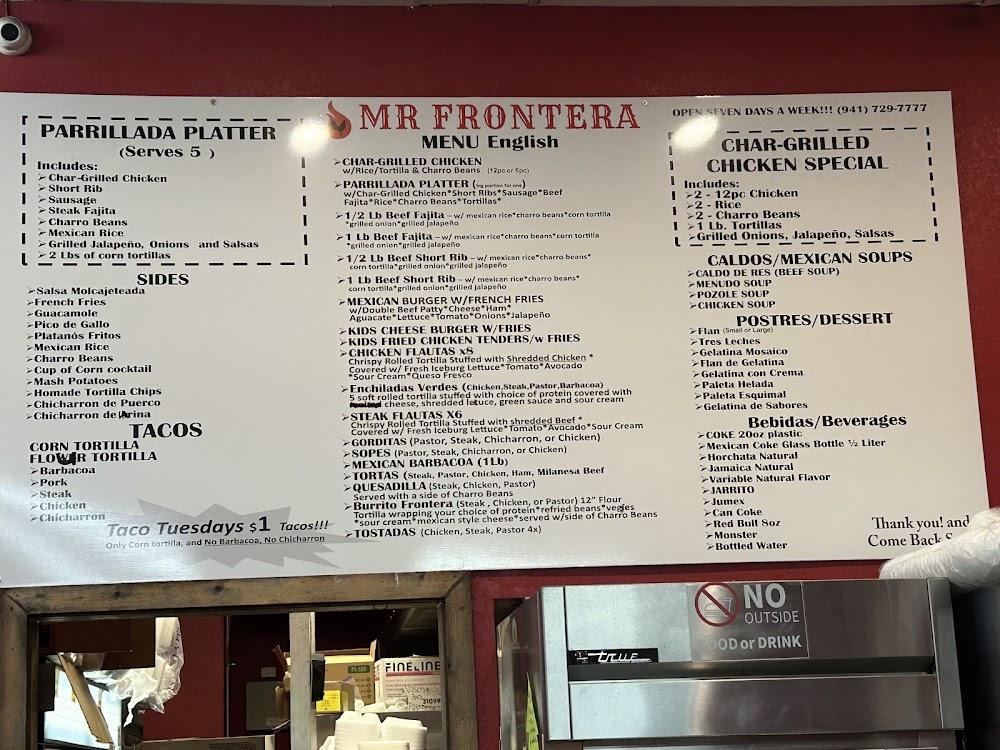 PARRILLADA PLATTER
(Serves 5 )
Includes:
➢Char-Grilled Chicken
➢Short Rib
➢Sausage
➢Steak Fajita
➢Charro Beans
➢Mexican Rice
➢Grilled Jalapeño, Onions and Salsas
➢2 Lbs of corn tortillas
SIDES
➢Salsa Molcajeteada
➢French Fries
➢Guacamole
➢Pico de Gallo
➢Platanós Fritos
➢Mexican Rice
➢Charro Beans
➢Cup of Corn cocktail
➢Mash Potatoes
➢Homade Tortilla Chips
➢Chicharron de Puerco
➢Chicharron de Arina
TACOS
CORN TORTILLA
FLOWR TORTILLA
➢Barbacoa
➢Pork
➢Steak
➢Chicken
➢Chicharron
Taco Tuesdays $1 Tacos!!!
Only Corn tortilla, and No Barbacoa, No Chicharron
MR FRONTERA
MENU English
➢CHAR-GRILLED CHICKEN
w/Rice/Tortilla & Charro Beans (12pc or 6pc)
➢PARRILLADA PLATTER (big portion for one)
w/Char-Grilled Chicken*Short Ribs*Sausage*Beef
Fajita*Rice*Charro Beans*Tortillas*
➢1/2 Lb Beef Fajita – w/ mexican rice*charro beans*corn tortilla
*grilled onion*grilled jalapeño
➢1 Lb Beef Fajita – w/ mexican rice*charro beans*corn tortilla
*grilled onion*grilled jalapeño
➢1/2 Lb Beef Short Rib – w/ mexican rice*charro beans*
corn tortilla*grilled onion*grilled jalapeño
➢1 Lb Beef Short Rib – w/ mexican rice*charro beans*
corn tortilla*grilled onion*grilled jalapeño
➢MEXICAN BURGER W/FRENCH FRIES
w/Double Beef Patty*Cheese*Ham*
Aguacate*Lettuce*Tomato*Onions*Jalapeño
➢KIDS CHEESE BURGER W/FRIES
➢KIDS FRIED CHICKEN TENDERS/w FRIES
➢CHICKEN FLAUTAS x8
Chrispy Rolled Tortilla Stuffed with Shredded Chicken *
Covered w/ Fresh Iceburg Lettuce*Tomato*Avocado
*Sour Cream*Queso Fresco
➢Enchiladas Verdes (Chicken,Steak,Pastor,Barbacoa)
5 soft rolled tortilla stuffed with choice of protein covered with
cheese, shredded letuce, green sauce and sour cream
➢STEAK FLAUTAS X6
Chrispy Rolled Tortilla Stuffed with shredded Beef *
Covered w/ Fresh Iceburg Lettuce*Tomato*Avocado*Sour Cream
➢GORDITAS (Pastor, Steak, Chicharron, or Chicken)
➢SOPES (Pastor, Steak, Chicharron, or Chicken)
➢MEXICAN BARBACOA (1Lb)
➢TORTAS (Steak, Pastor, Chicken, Ham, Milanesa Beef
➢QUESADILLA (Steak, Chicken, Pastor)
Served with a side of Charro Beans
➢Burrito Frontera (Steak , Chicken, or Pastor) 12” Flour
Tortilla wrapping your choice of protein*refried beans*vegies
*sour cream*mexican style cheese*served w/side of Charro Beans
➢TOSTADAS (Chicken, Steak, Pastor 4x)
OPEN SEVEN DAYS A WEEK!!! (941) 729-7777
CHAR-GRILLED
CHICKEN SPECIAL
Includes:
➢2 - 12pc Chicken
➢2 - Rice
➢2 - Charro Beans
➢1 Lb. Tortillas
➢Grilled Onions, Jalapeño, Salsas
CALDOS/MEXICAN SOUPS
➢CALDO DE RES (BEEF SOUP)
➢MENUDO SOUP
➢POZOLE SOUP
➢CHICKEN SOUP
POSTRES/DESSERT
➢Flan (Small or Large)
➢Tres Leches
➢Gelatina Mosaico
➢Flan de Gelatina
➢Gelatina con Crema
➢Paleta Helada
➢Paleta Esquimal
➢Gelatina de Sabores
Bebidas/Beverages
➢COKE 20oz plastic
➢Mexican Coke Glass Bottle ½ Liter
➢Horchata Natural
➢Jamaica Natural
➢Variable Natural Flavor
➢JARRITO
➢Jumex
➢Can Coke
➢Red Bull 8oz
➢Monster
➢Bottled Water
Thank you! and
Come Back
NO
OUTSIDE
FOOD or DRINK
true
FINELINE
31099